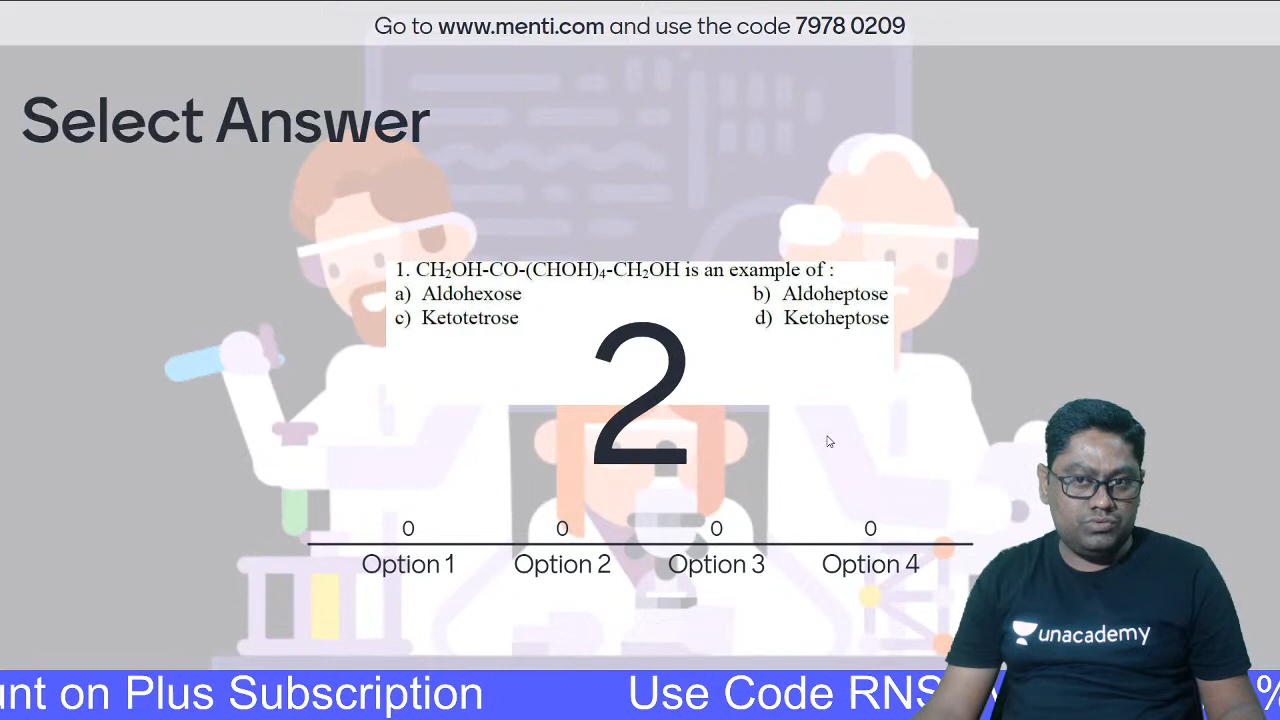 Go to www.menti.com and use the code 7978 0209
Select Answer
1. CH₂OH-CO-(CHOH)₄-CH₂OH is an example of :
a) Aldohexose b) Aldoheptose
c) Ketotetrose d) Ketoheptose
2
0 0 0 0
Option 1 Option 2 Option 3 Option 4
unacademy
on Plus Subscription Use Code %